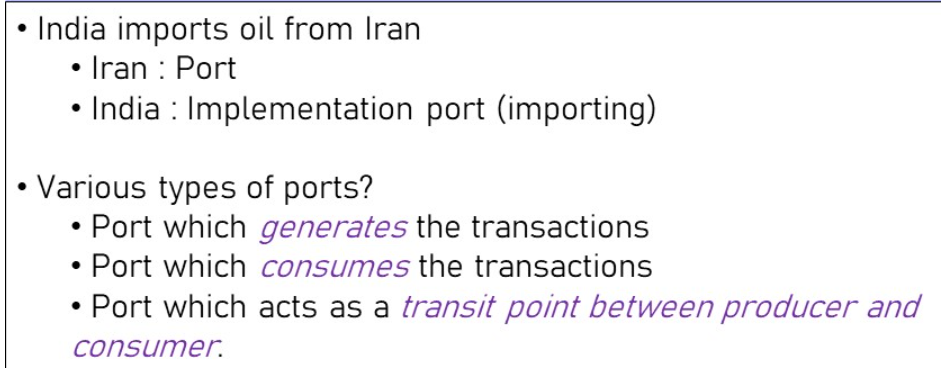 • India imports oil from Iran
• Iran : Port
• India : Implementation port (importing)
• Various types of ports?
• Port which generates the transactions
• Port which consumes the transactions
• Port which acts as a transit point between producer and
consumer.